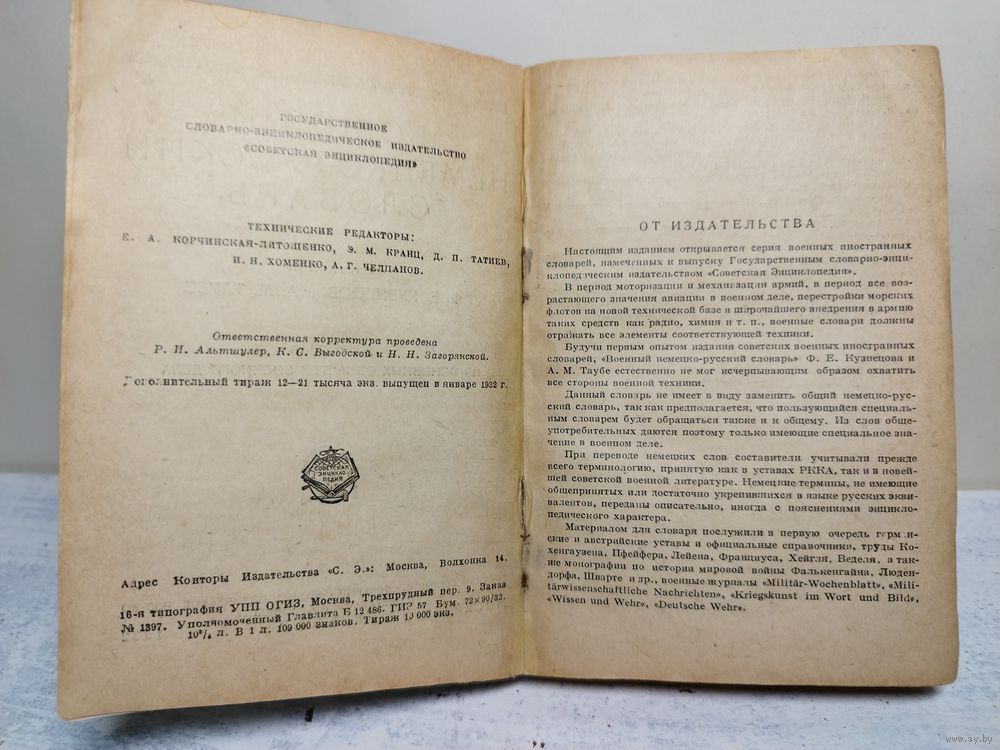 ГОСУДАРСТВЕННОЕ
СЛОВАРНО-ЭНЦИКЛОПЕДИЧЕСКОЕ ИЗДАТЕЛЬСТВО
«СОВЕТСКАЯ ЭНЦИКЛОПЕДИЯ»
ТЕХНИЧЕСКИЕ РЕДАКТОРЫ:
Е. А. КОРЧИНСКАЯ-ЛИТОШЕНКО, Э. М. КРАНЦ, Д. П. ТАТИЕВ,
И. Н. ХОМЕНКО, А. Г. ЧЕЛПАНОВ.
Ответственная корректура проведена
Р. И. Альтшулер, К. С. Выгодской и Н. Н. Загорянской.
Дополнительный тираж 12—21 тысяча экз. выпущен в январе 1932 г.
СОВЕТСКАЯ
ЭНЦИКЛО
ПЕДИЯ
Адрес Конторы Издательства «С. Э.»: Москва, Волхонка 14.
16-я типография УПП ОГИЗ, Москва, Трехпрудный пер. 9. Заказ
№ 1397. Уполномоченный Главлита Б 12 486. ГИР 57 Бум. 72×90/32.
10³/₄ л. В 1 л. 109 000 знаков. Тираж 10 000 экз.
ОТ ИЗДАТЕЛЬСТВА
Настоящим изданием открывается серия военных иностранных
словарей, намеченных к выпуску Государственным словарно-энци-
клопедическим издательством «Советская Энциклопедия».
В период моторизации и механизации армий, в период все воз-
растающего значения авиации в военном деле, перестройки морских
флотов на новой технической базе и широчайшего внедрения в армию
таких средств как радио, химия и т. п., военные словари должны
отражать все элементы соответствующей техники.
Будучи первым опытом издания советских военных иностранных
словарей, «Военный немецко-русский словарь» Ф. Е. Кузнецова и
А. М. Таубе естественно не мог исчерпывающим образом охватить
все стороны военной техники.
Данный словарь не имеет в виду заменить общий немецко-рус-
ский словарь, так как предполагается, что пользующийся специаль-
ным словарем будет обращаться также и к общему. Из слов обще-
употребительных даются поэтому только имеющие специальное зна-
чение в военном деле.
При переводе немецких слов составители учитывали прежде
всего терминологию, принятую как в уставах РККА, так и в новей-
шей советской военной литературе. Немецкие термины, не имеющие
общепринятых или достаточно укрепившихся в языке русских экви-
валентов, переданы описательно, иногда с пояснениями энцикло-
педического характера.
Материалом для словаря послужили в первую очередь герман-
ские и австрийские уставы и официальные справочники, труды Ко-
хенгаузена, Пфейфера, Лейена, Франциуса, Хейгля, Веделя, а так-
же монографии по истории мировой войны Фалькенгайна, Люден-
дорфа, Шварте и др., военные журналы «Militär-Wochenblatt», «Mili-
tärwissenschaftliche Nachrichten», «Kriegskunst im Wort und Bild»,
«Wissen und Wehr», «Deutsche Wehr».
www.ay.by